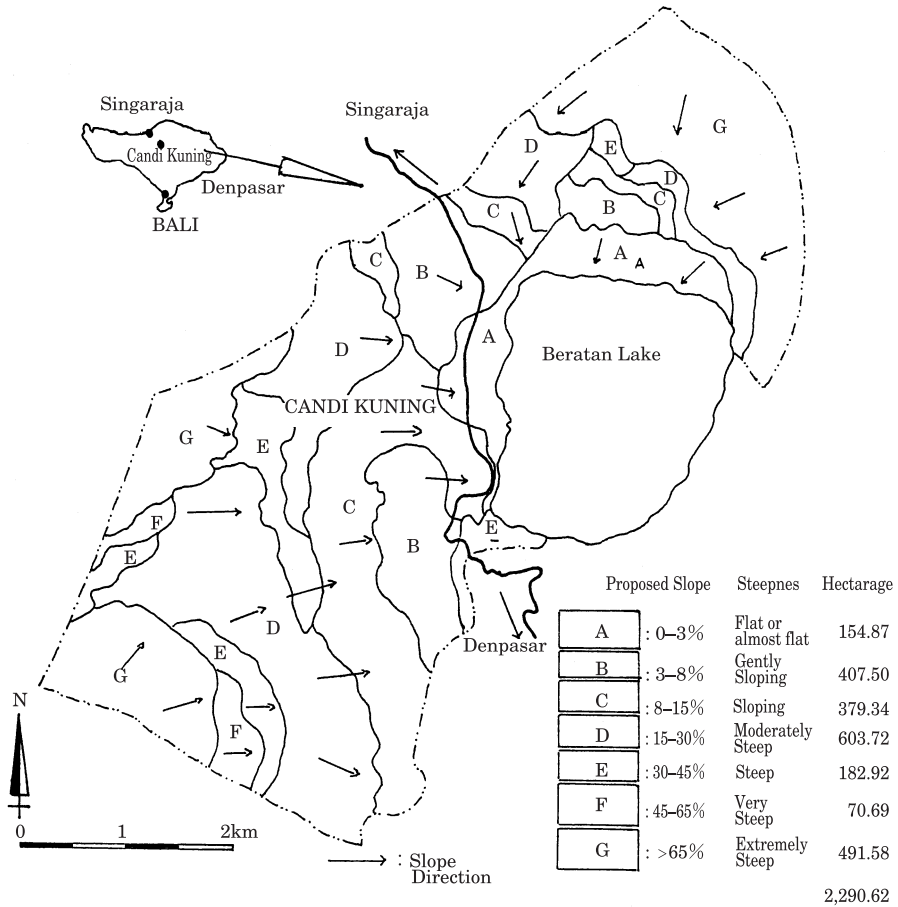 Singaraja
Candi Kuning
Denpasar
BALI
Singaraja
G
D
E
D
C
B
C
A
A
C
B
A
Beratan Lake
D
CANDI KUNING
G
E
C
F
E
B
E
D
E
G
F
Denpasar
N
0 1 2km
: Slope
Direction
Proposed Slope Steepnes Hectarage
A : 0–3% Flat or
almost flat 154.87
B : 3–8% Gently
Sloping 407.50
C : 8–15% Sloping 379.34
D : 15–30% Moderately
Steep 603.72
E : 30–45% Steep 182.92
F : 45–65% Very
Steep 70.69
G : >65% Extremely
Steep 491.58
2,290.62